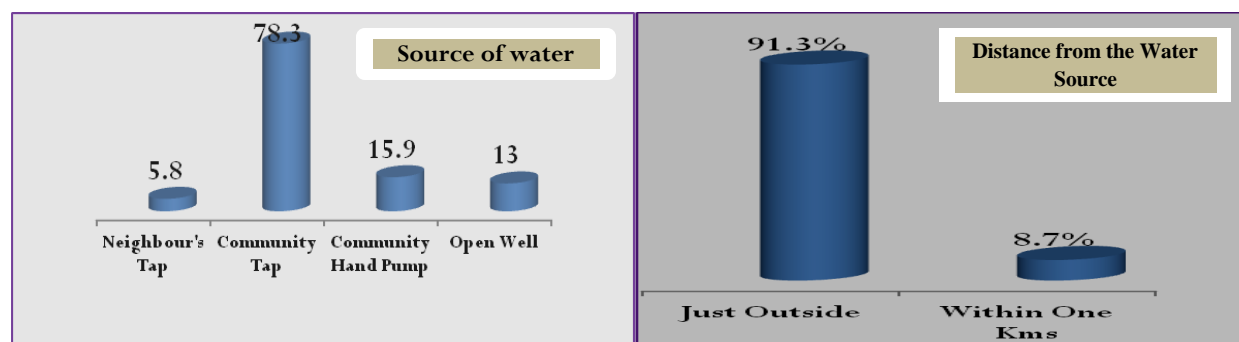 Source of water
78.3
5.8
15.9
13
Neighbour's Tap
Community Tap
Community Hand Pump
Open Well
Distance from the Water
Source
91.3%
8.7%
Just Outside
Within One
Kms